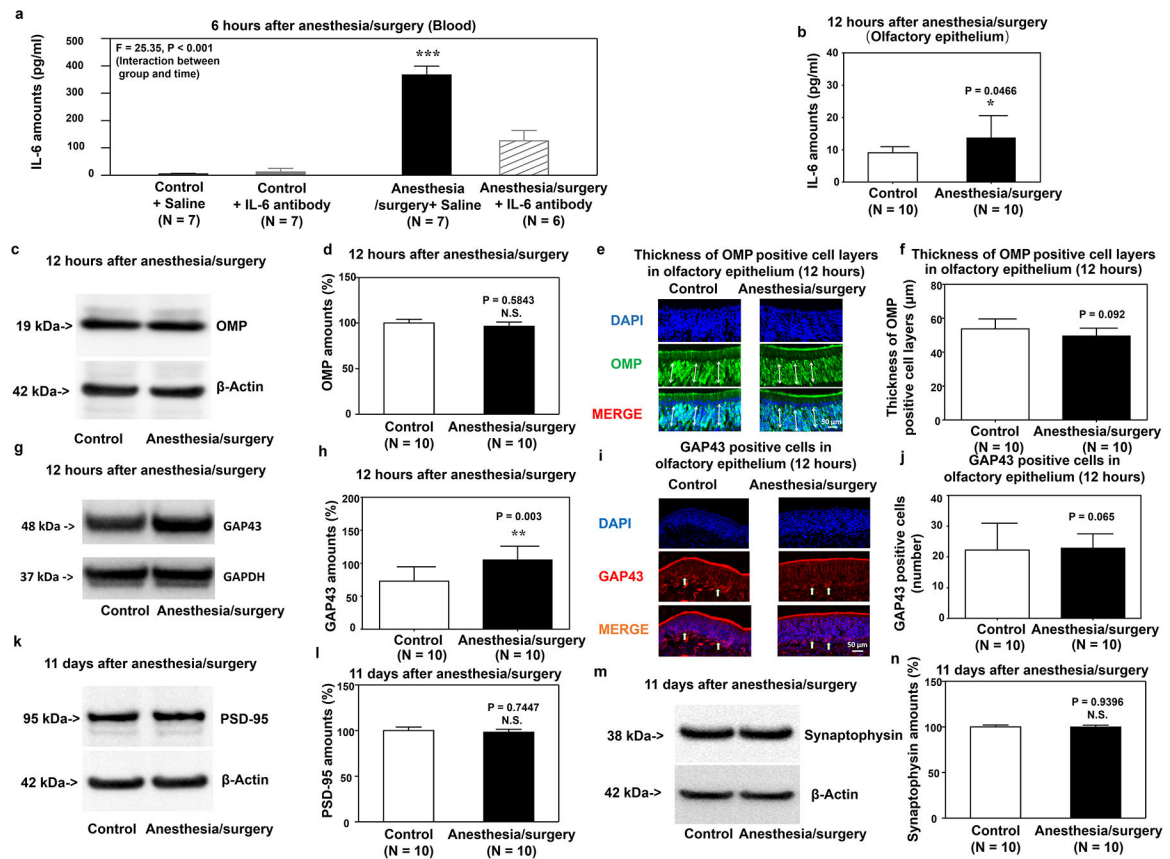 a
6 hours after anesthesia/surgery (Blood)
IL-6 amounts (pg/ml)
500
400
300
200
100
0
F = 25.35, P < 0.001
(Interaction between
group and time)
***
Control
+ Saline
(N = 7)
Control
+ IL-6 antibody
(N = 7)
Anesthesia
/surgery+ Saline
(N = 7)
Anesthesia/surgery
+ IL-6 antibody
(N = 6)
b
12 hours after anesthesia/surgery
(Olfactory epithelium)
IL-6 amounts (pg/ml)
40
30
20
10
0
P = 0.0466
*
Control
(N = 10)
Anesthesia/surgery
(N = 10)
c
12 hours after anesthesia/surgery
19 kDa->
OMP
42 kDa->
β-Actin
Control
Anesthesia/surgery
d
12 hours after anesthesia/surgery
OMP amounts (%)
150
100
50
0
P = 0.5843
N.S.
Control
(N = 10)
Anesthesia/surgery
(N = 10)
e
Thickness of OMP positive cell layers
in olfactory epithelium (12 hours)
Control
Anesthesia/surgery
DAPI
OMP
MERGE
50 µm
f
Thickness of OMP positive cell layers
in olfactory epithelium (12 hours)
Thickness of OMP
positive cell layers (µm)
80
60
40
20
0
P = 0.092
Control
(N = 10)
Anesthesia/surgery
(N = 10)
g
12 hours after anesthesia/surgery
48 kDa ->
GAP43
37 kDa->
GAPDH
Control
Anesthesia/surgery
h
12 hours after anesthesia/surgery
GAP43 amounts (%)
200
150
100
50
0
P = 0.003
**
Control
(N = 10)
Anesthesia/surgery
(N = 10)
i
GAP43 positive cells in
olfactory epithelium (12 hours)
Control
Anesthesia/surgery
DAPI
GAP43
MERGE
50 µm
j
GAP43 positive cells in
olfactory epithelium (12 hours)
GAP43 positive cells
(number)
40
30
20
10
0
P = 0.065
Control
(N = 10)
Anesthesia/surgery
(N = 10)
k
11 days after anesthesia/surgery
95 kDa->
PSD-95
42 kDa->
β-Actin
Control
Anesthesia/surgery
l
11 days after anesthesia/surgery
PSD-95 amounts (%)
150
100
50
0
P = 0.7447
N.S.
Control
(N = 10)
Anesthesia/surgery
(N = 10)
m
11 days after anesthesia/surgery
38 kDa->
Synaptophysin
42 kDa->
β-Actin
Control
Anesthesia/surgery
n
11 days after anesthesia/surgery
Synaptophysin amounts (%)
150
100
50
0
P = 0.9396
N.S.
Control
(N = 10)
Anesthesia/surgery
(N = 10)